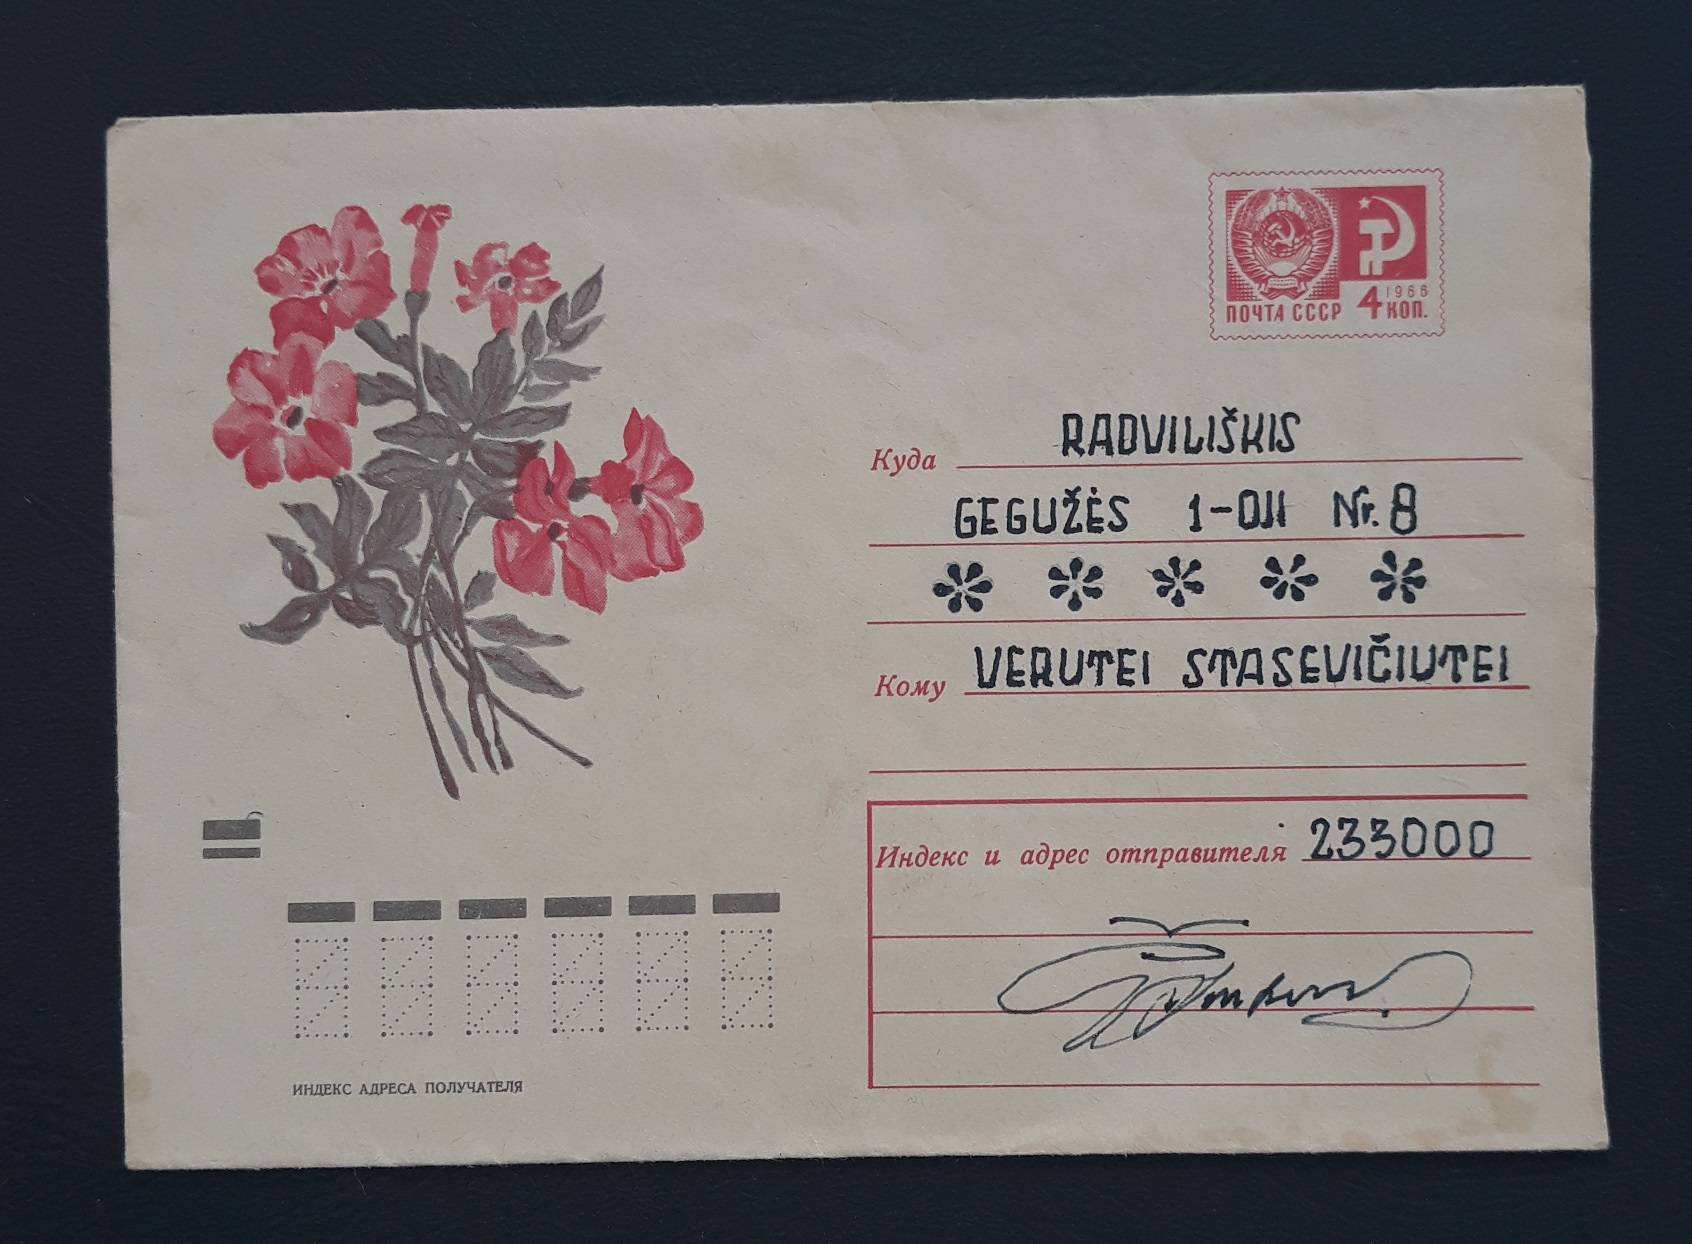 1966
ПОЧТА СССР 4 КОП.
Куда RADVILIŠKIS
GEGUŽĖS 1-OJI Nr. 8
Кому VERUTEI STASEVIČIUTEI
Индекс и адрес отправителя 233000
ИНДЕКС АДРЕСА ПОЛУЧАТЕЛЯ